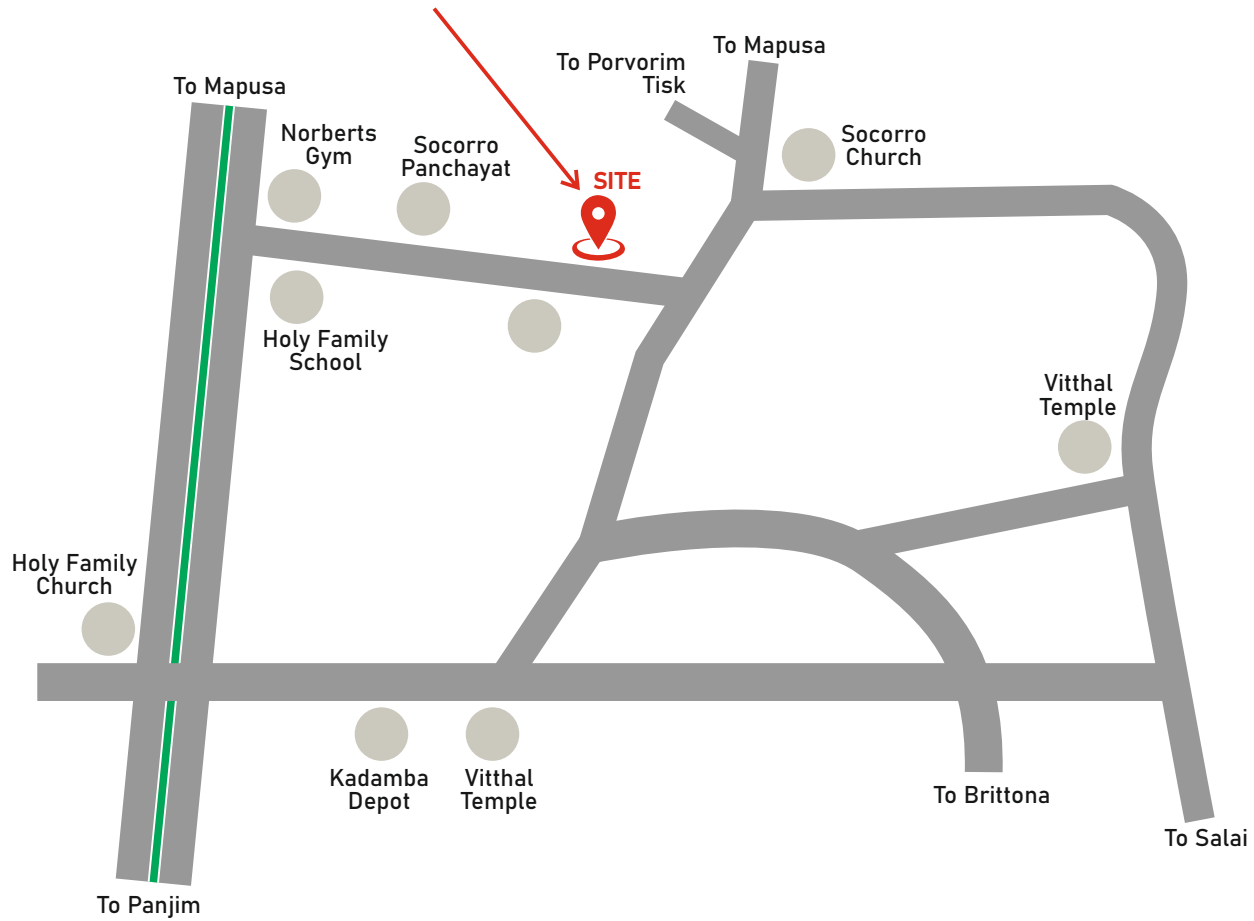 To Mapusa
To Porvorim
Tisk
To Mapusa
Norberts
Gym
Socorro
Panchayat
SITE
Socorro
Church
Holy Family
School
Vitthal
Temple
Holy Family
Church
Kadamba
Depot
Vitthal
Temple
To Brittona
To Salai
To Panjim